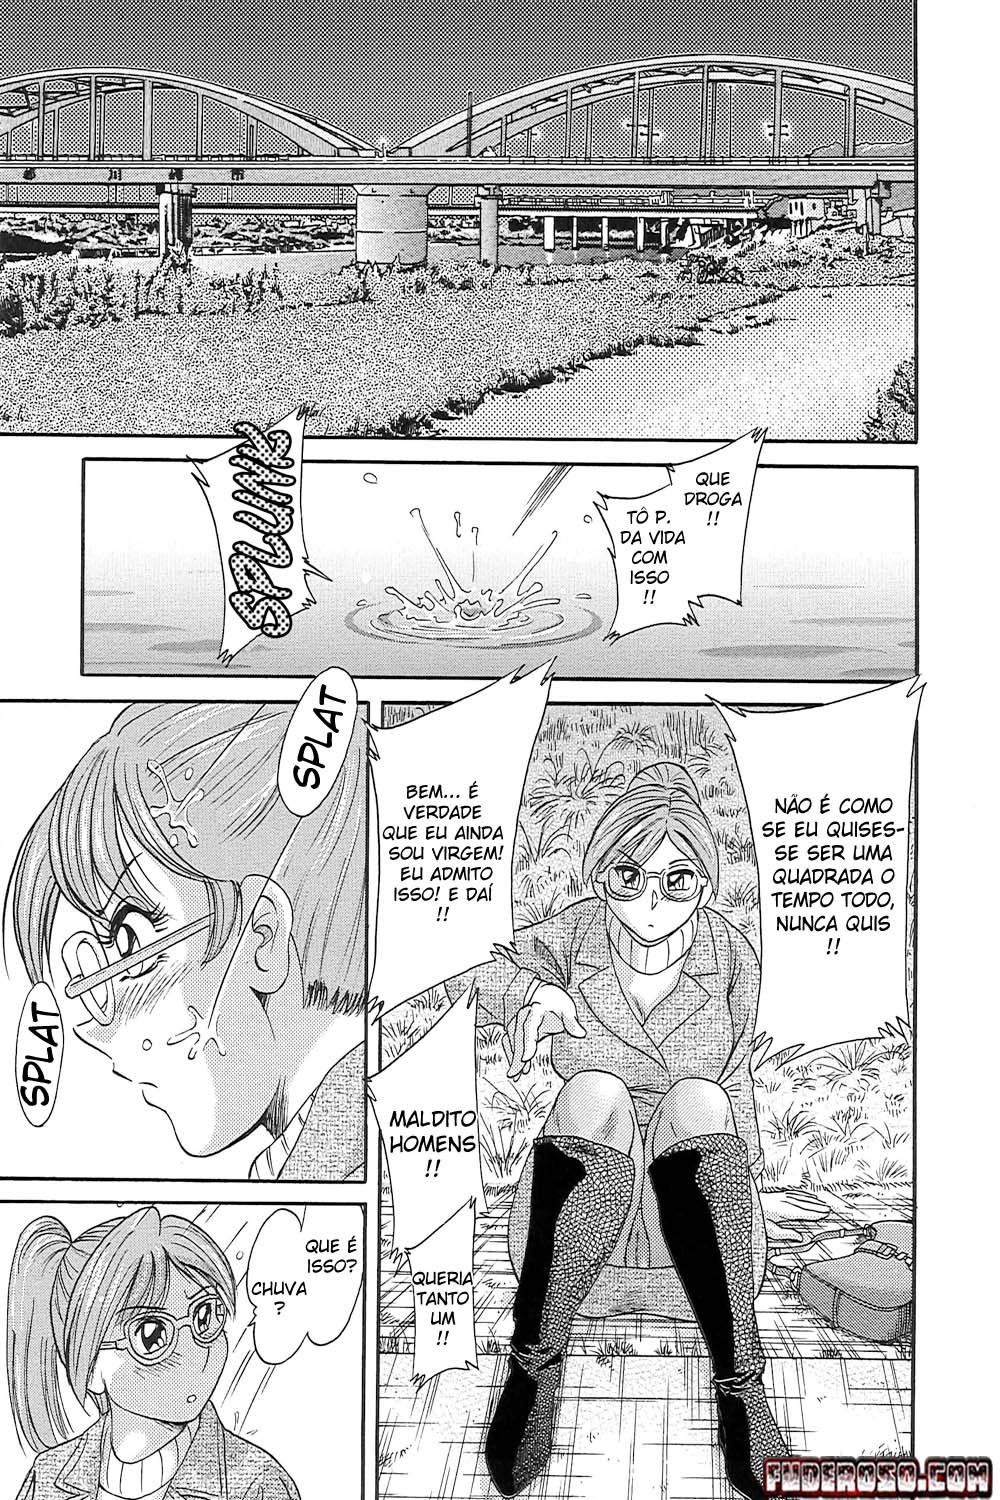 SPLUNK
QUE
DROGA
!!
TÔ P.
DA VIDA
COM
ISSO
!!
NÃO É COMO
SE EU QUISES-
SE SER UMA
QUADRADA O
TEMPO TODO,
NUNCA QUIS
!!
BEM... É
VERDADE
QUE EU AINDA
SOU VIRGEM!
EU ADMITO
ISSO! E DAÍ
!!
MALDITO
HOMENS
!!
QUERIA
TANTO
UM
!!
SPLAT
SPLAT
QUE É
ISSO?
CHUVA
?
FUDEROSO.COM